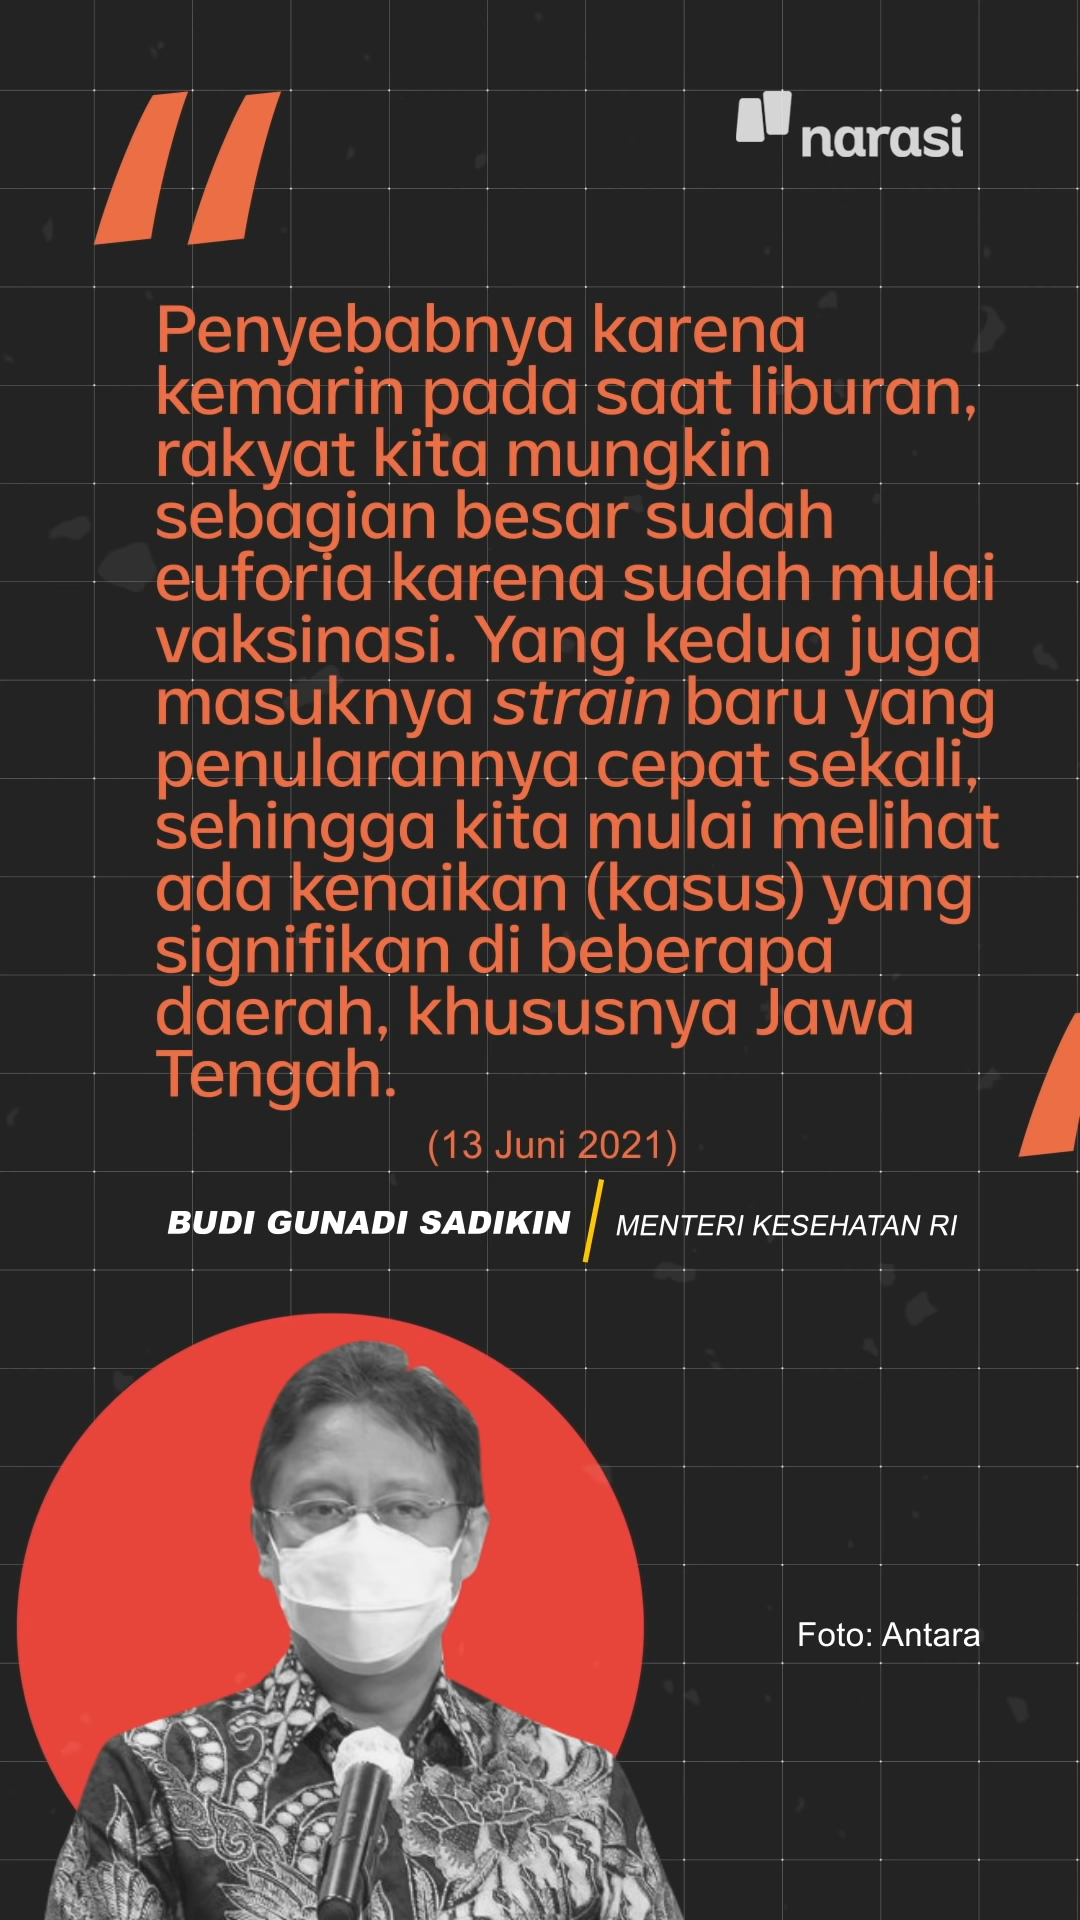 narasi
Penyebabnya karena
kemarin pada saat liburan,
rakyat kita mungkin
sebagian besar sudah
euforia karena sudah mulai
vaksinasi. Yang kedua juga
masuknya strain baru yang
penularannya cepat sekali,
sehingga kita mulai melihat
ada kenaikan (kasus) yang
signifikan di beberapa
daerah, khususnya Jawa
Tengah.
(13 Juni 2021)
BUDI GUNADI SADIKIN / MENTERI KESEHATAN RI
Foto: Antara